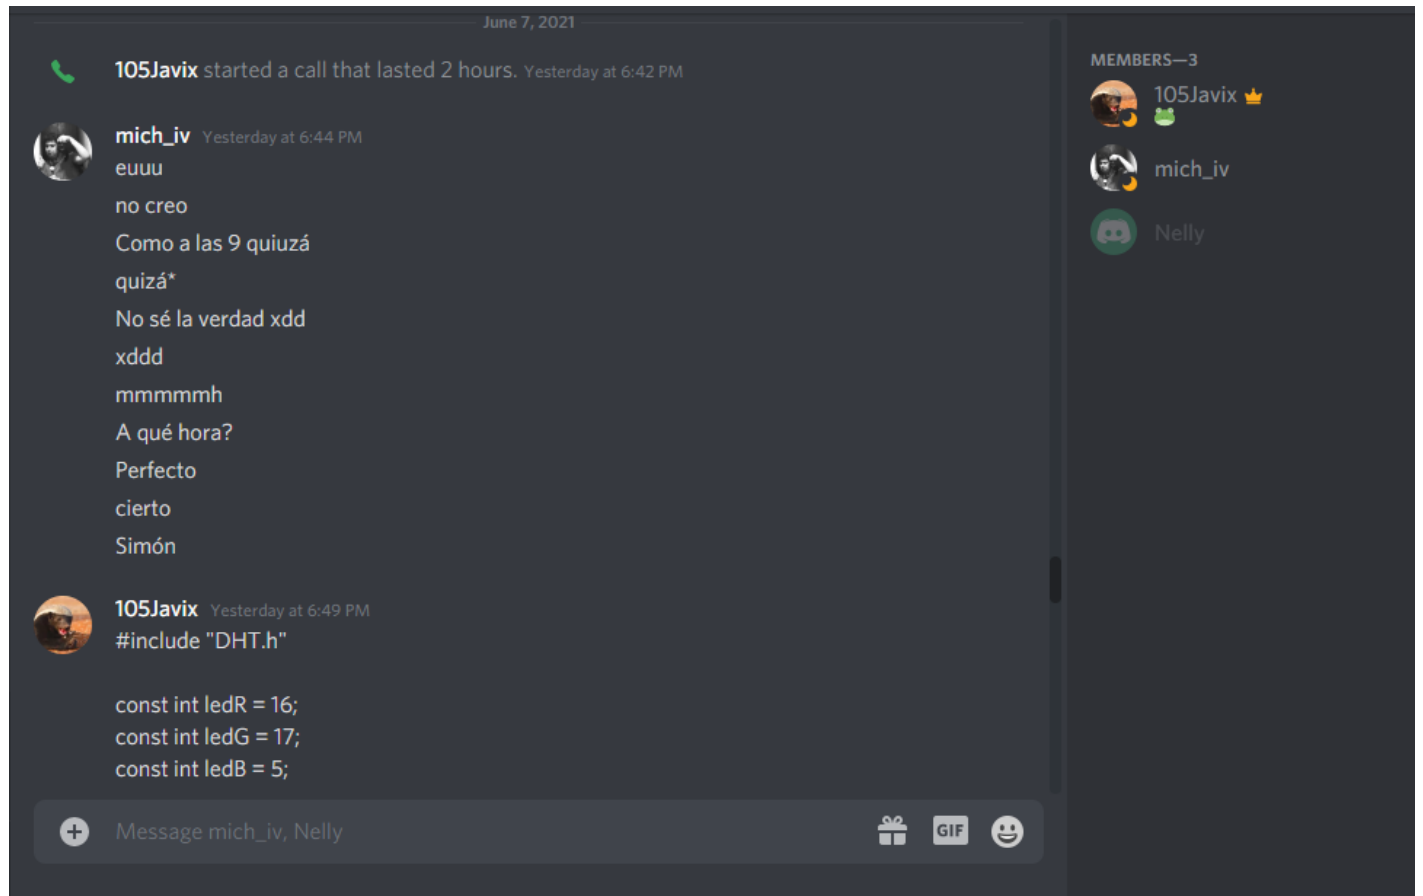 June 7, 2021
105Javix started a call that lasted 2 hours. Yesterday at 6:42 PM
mich_iv Yesterday at 6:44 PM
euuu
no creo
Como a las 9 quiuzá
quizá*
No sé la verdad xdd
xddd
mmmmmh
A qué hora?
Perfecto
cierto
Simón
105Javix Yesterday at 6:49 PM
#include "DHT.h"
const int ledR = 16;
const int ledG = 17;
const int ledB = 5;
Message mich_iv, Nelly
GIF
MEMBERS—3
105Javix
mich_iv
Nelly